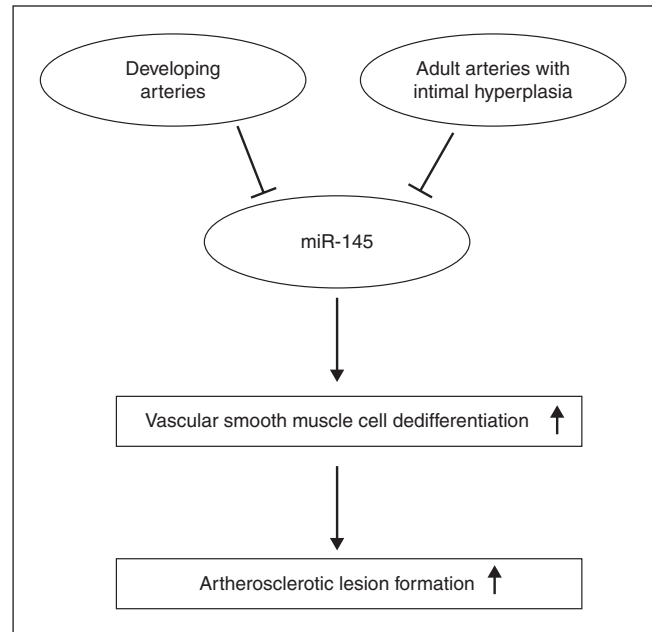 Developing
arteries
Adult arteries with
intimal hyperplasia
miR-145
Vascular smooth muscle cell dedifferentiation
Artherosclerotic lesion formation